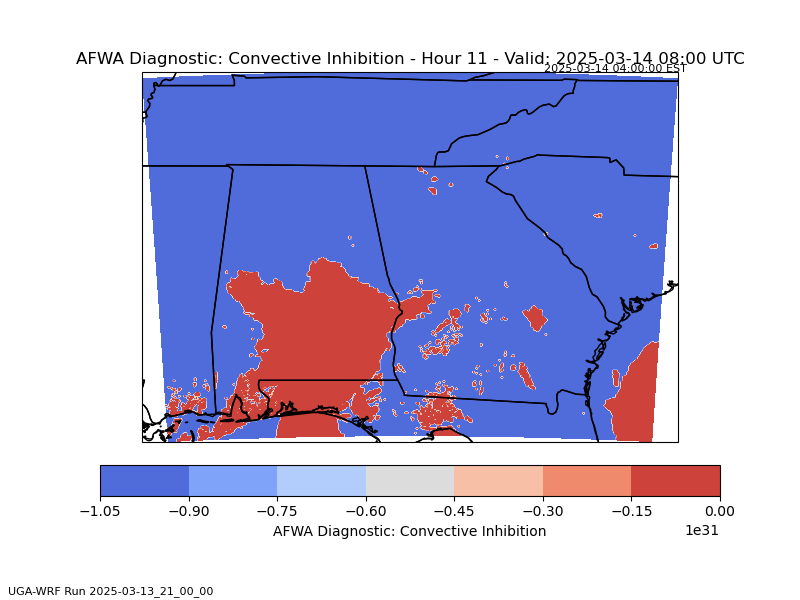 AFWA Diagnostic: Convective Inhibition - Hour 11 - Valid: 2025-03-14 08:00 UTC
2025-03-14 04:00:00 EST
−1.05 −0.90 −0.75 −0.60 −0.45 −0.30 −0.15 0.00
AFWA Diagnostic: Convective Inhibition 1e31
UGA-WRF Run 2025-03-13_21_00_00